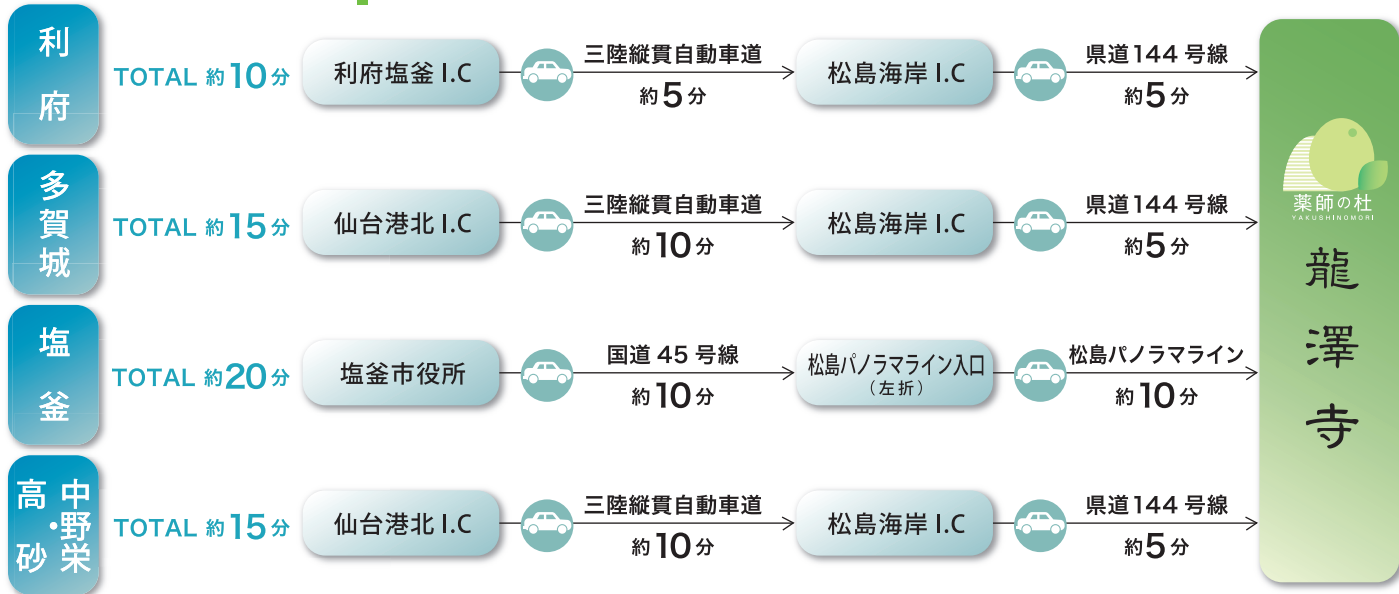 利府
TOTAL 約10分
利府塩釜 I.C
三陸縦貫自動車道
約5分
松島海岸 I.C
県道144号線
約5分
多賀城
TOTAL 約15分
仙台港北 I.C
三陸縦貫自動車道
約10分
松島海岸 I.C
県道144号線
約5分
塩釜
TOTAL 約20分
塩釜市役所
国道45号線
約10分
松島パノラマライン入口
（左折）
松島パノラマライン
約10分
中野栄・
高砂
TOTAL 約15分
仙台港北 I.C
三陸縦貫自動車道
約10分
松島海岸 I.C
県道144号線
約5分
薬師の杜
YAKUSHINOMORI
龍澤寺